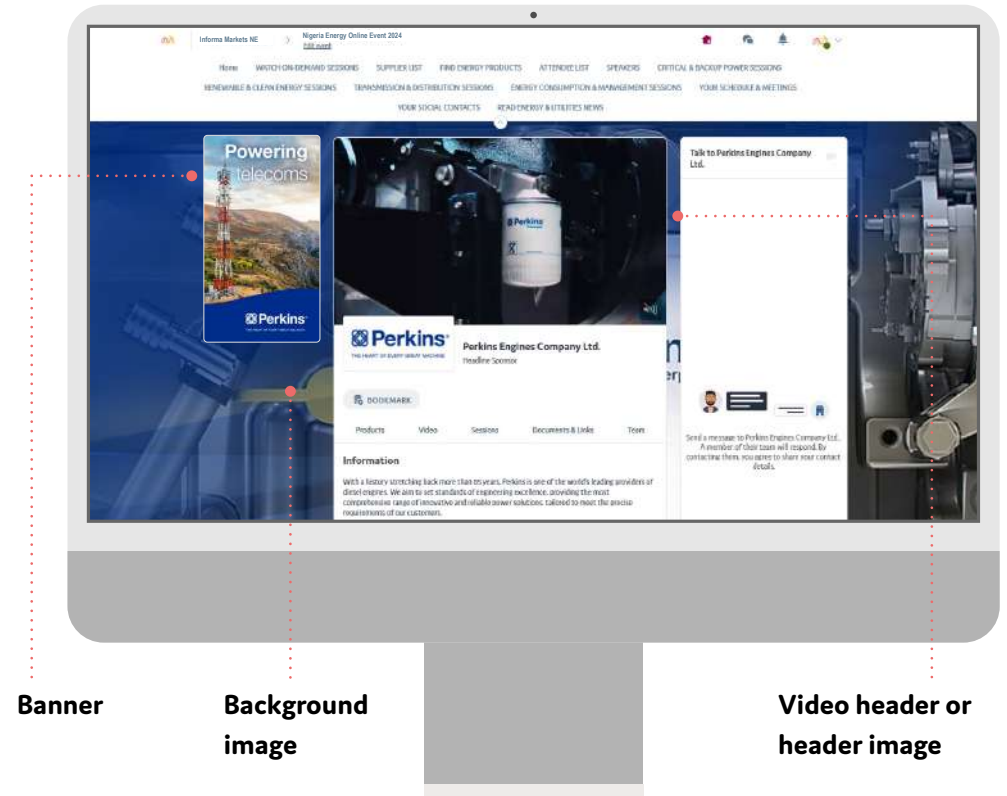 Informa Markets NE
Nigeria Energy Online Event 2024
Edit event
Home WATCH ON-DEMAND SESSIONS SUPPLIER LIST FIND ENERGY PRODUCTS ATTENDEE LIST SPEAKERS CRITICAL & BACKUP POWER SESSIONS
RENEWABLE & CLEAN ENERGY SESSIONS TRANSMISSION & DISTRIBUTION SESSIONS ENERGY CONSUMPTION & MANAGEMENT SESSIONS YOUR SCHEDULE & MEETINGS
YOUR SOCIAL CONTACTS READ ENERGY & UTILITIES NEWS
Powering
telecoms
Perkins
THE HEART OF EVERY GREAT MACHINE
Perkins
Perkins
THE HEART OF EVERY GREAT MACHINE
Perkins Engines Company Ltd.
Headline Sponsor
BOOKMARK
Products Video Sessions Documents & Links Team
Information
With a history stretching back more than 85 years, Perkins is one of the world's leading providers of
diesel engines. We aim to set standards of engineering excellence, providing the most
comprehensive range of innovative and reliable power solutions, tailored to meet the precise
requirements of our customers.
Talk to Perkins Engines Company
Ltd.
Send a message to Perkins Engines Company Ltd..
A member of their team will respond. By
contacting them, you agree to share your contact
details.
Banner
Background
image
Video header or
header image